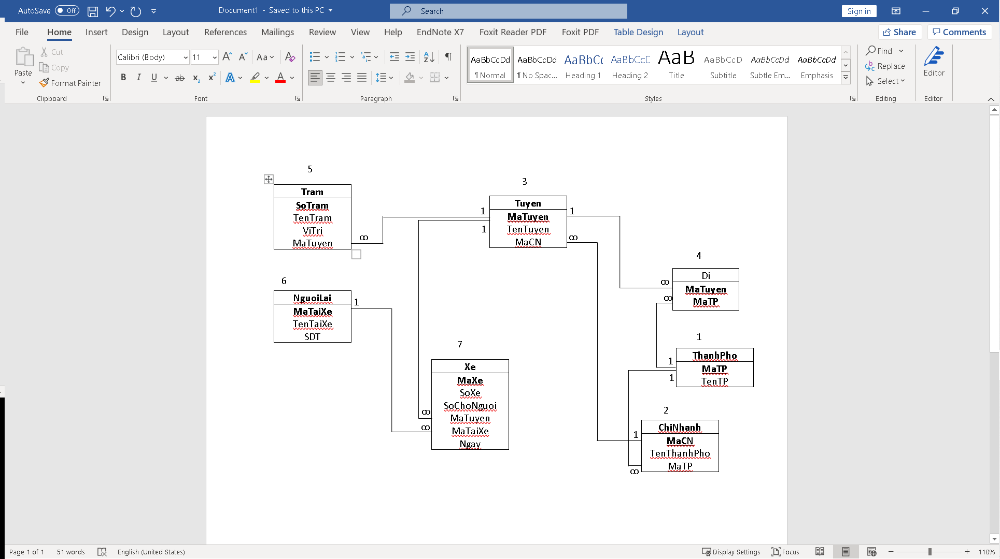 AutoSave Off Document1 - Saved to this PC Search Sign in
File Home Insert Design Layout References Mailings Review View Help EndNote X7 Foxit Reader PDF Foxit PDF Table Design Layout Share Comments
Paste
Cut
Copy
Format Painter
Clipboard
Calibri (Body) 11
Font
Paragraph
AaBbCcDd AaBbCcDd AaBbCc AaBbCcD AaB AaBbCcD AaBbCcDd AaBbCcDd
¶ Normal ¶ No Spac... Heading 1 Heading 2 Title Subtitle Subtle Em... Emphasis
Styles
Find
Replace
Select
Editing
Editor
Editor
5
Tram
SoTram
TenTram
ViTri
MaTuyen
∞
3
Tuyen
MaTuyen
TenTuyen
MaCN
1
1
1
∞
4
Di
MaTuyen
MaTP
∞
∞
6
NguoiLai
MaTaiXe
TenTaiXe
SDT
1
1
ThanhPho
MaTP
TenTP
1
1
7
Xe
MaXe
SoXe
SoChoNguoi
MaTuyen
MaTaiXe
Ngay
∞
∞
2
ChiNhanh
MaCN
TenThanhPho
MaTP
1
∞
Page 1 of 1 51 words English (United States) Display Settings Focus 110%